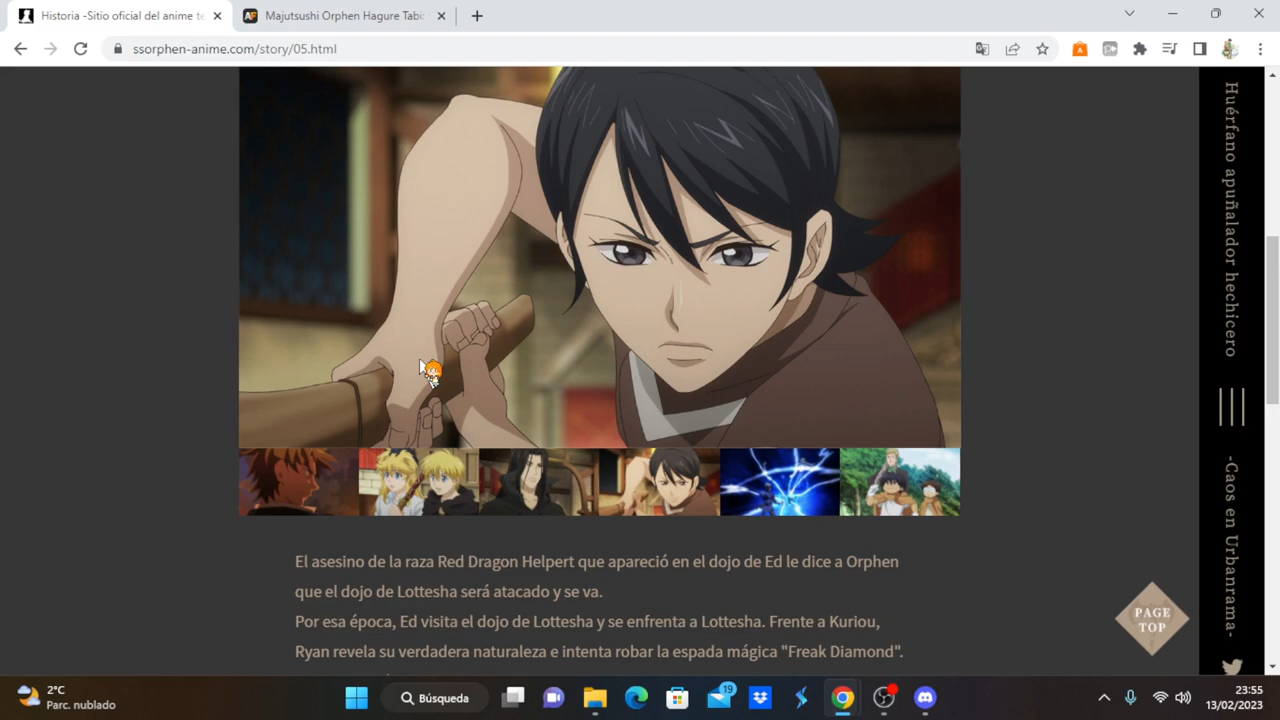 Historia -Sitio oficial del anime te
Majutsushi Orphen Hagure Tabi:
ssorphen-anime.com/story/05.html
Huérfano apuñalador hechicero
-Caos en Urbanrama-
El asesino de la raza Red Dragon Helpert que apareció en el dojo de Ed le dice a Orphen
que el dojo de Lottesha será atacado y se va.
Por esa época, Ed visita el dojo de Lottesha y se enfrenta a Lottesha. Frente a Kuriou,
Ryan revela su verdadera naturaleza e intenta robar la espada mágica "Freak Diamond".
PAGE
TOP
2°C
Parc. nublado
Búsqueda
19
23:55
13/02/2023